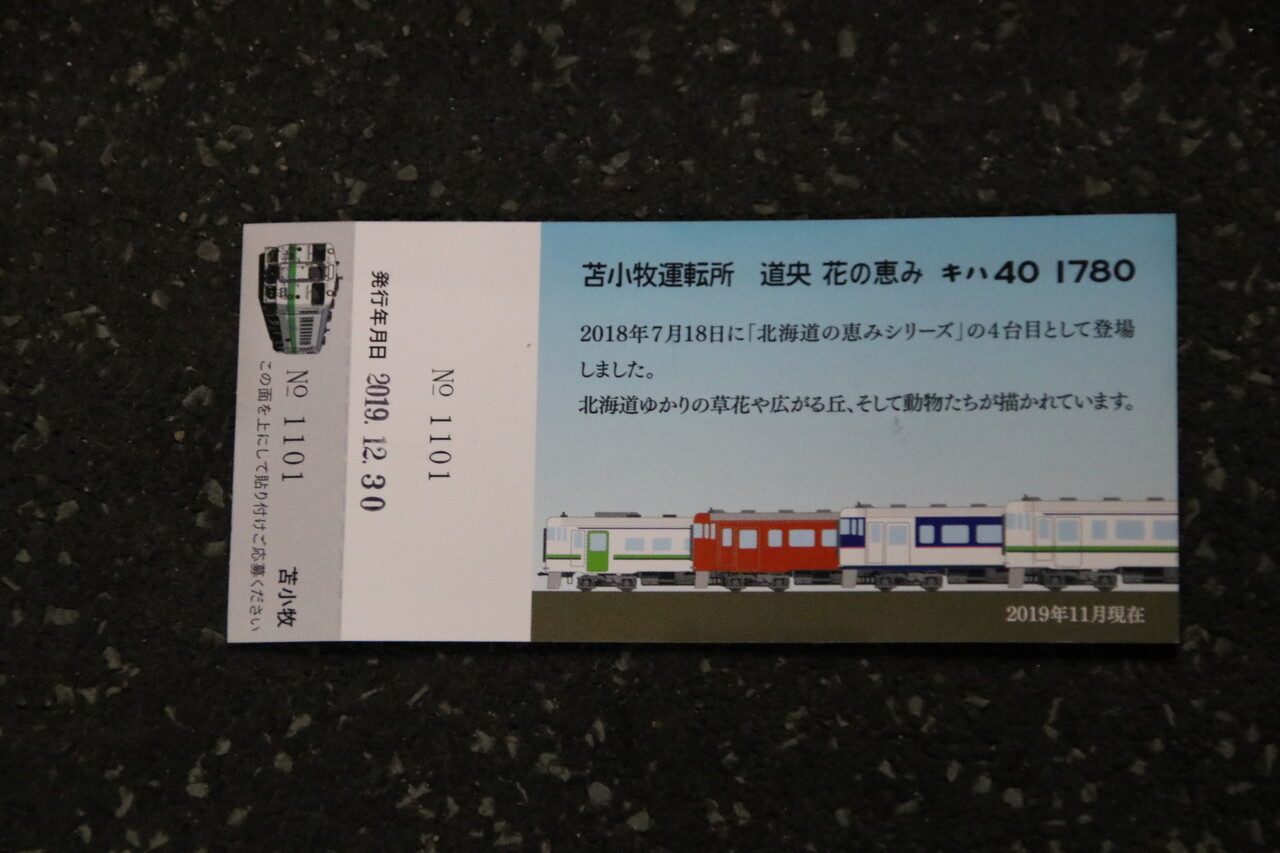 苫小牧運転所　道央 花の恵み キハ40 1780
2018年7月18日に「北海道の恵みシリーズ」の4台目として登場
しました。
北海道ゆかりの草花や広がる丘、そして動物たちが描かれています。
2019年11月現在
No 1101
発行年月日 2019.12.30
No 1101 苫小牧
この面を上にして貼り付けご応募ください